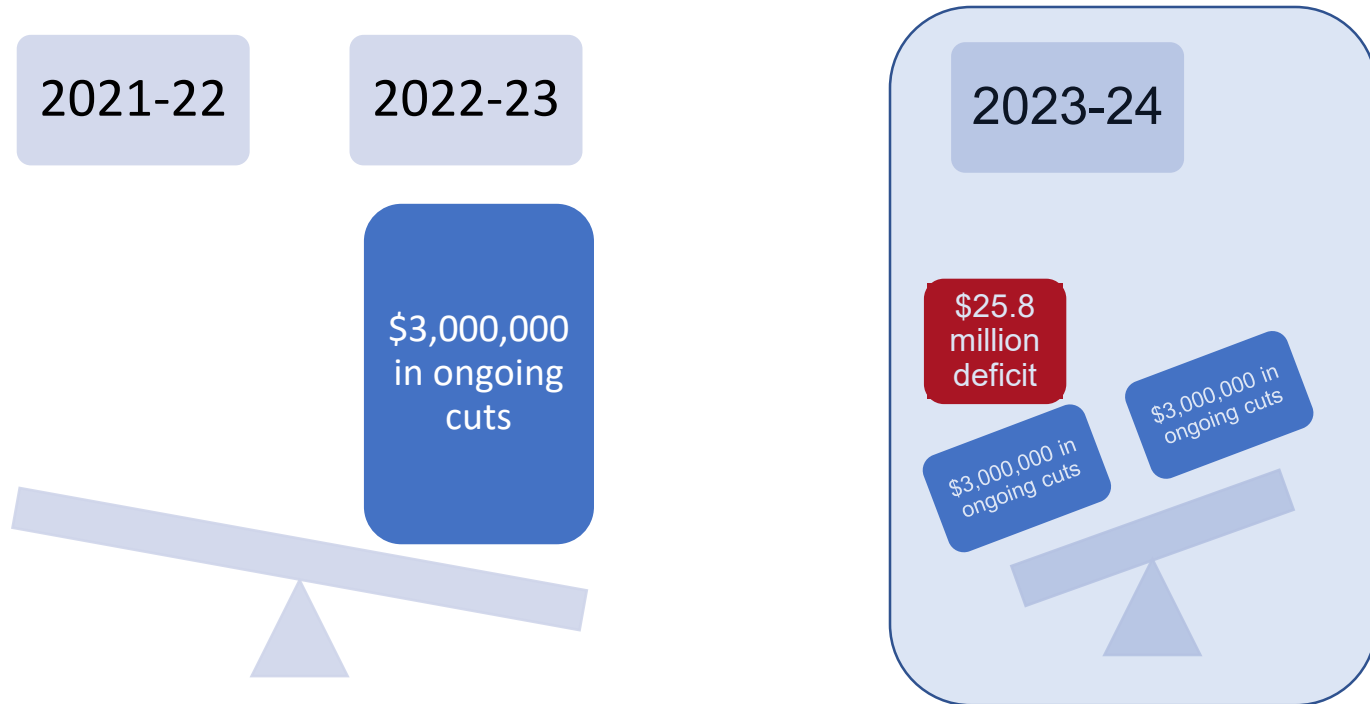 2021-22
2022-23
$3,000,000
in ongoing
cuts
2023-24
$25.8
million
deficit
$3,000,000 in
ongoing cuts
$3,000,000 in
ongoing cuts